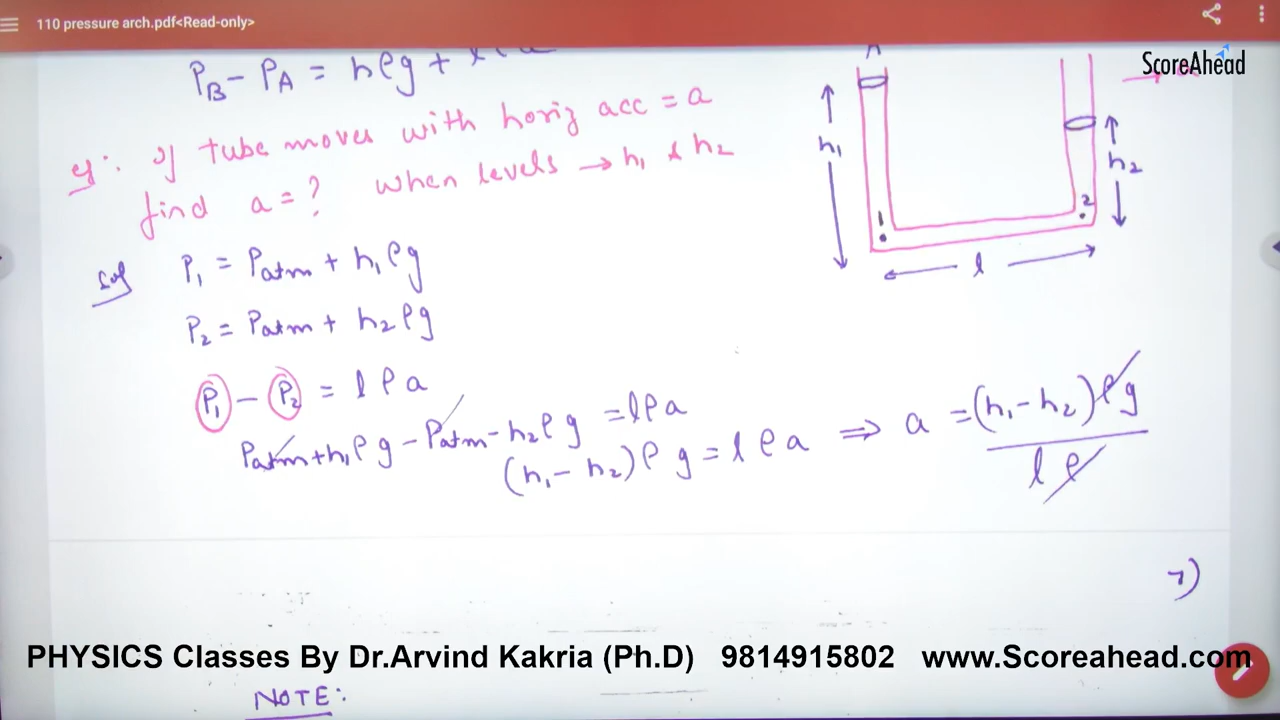 110 pressure arch.pdf<Read-only>
ScoreAhead
P_B - P_A = hρg +
A
eg: If tube moves with horiz acc = a
find a = ? when levels → h₁ & h₂
h₁
h₂
1
2
l
Sol P₁ = Patm + h₁ρg
P₂ = Patm + h₂ρg
P₁ - P₂ = lρa
Patm + h₁ρg - Patm - h₂ρg = lρa
(h₁ - h₂)ρg = lρa ⇒ a = (h₁ - h₂)ρg
lρ
7)
PHYSICS Classes By Dr.Arvind Kakria (Ph.D) 9814915802 www.Scoreahead.com
NOTE: